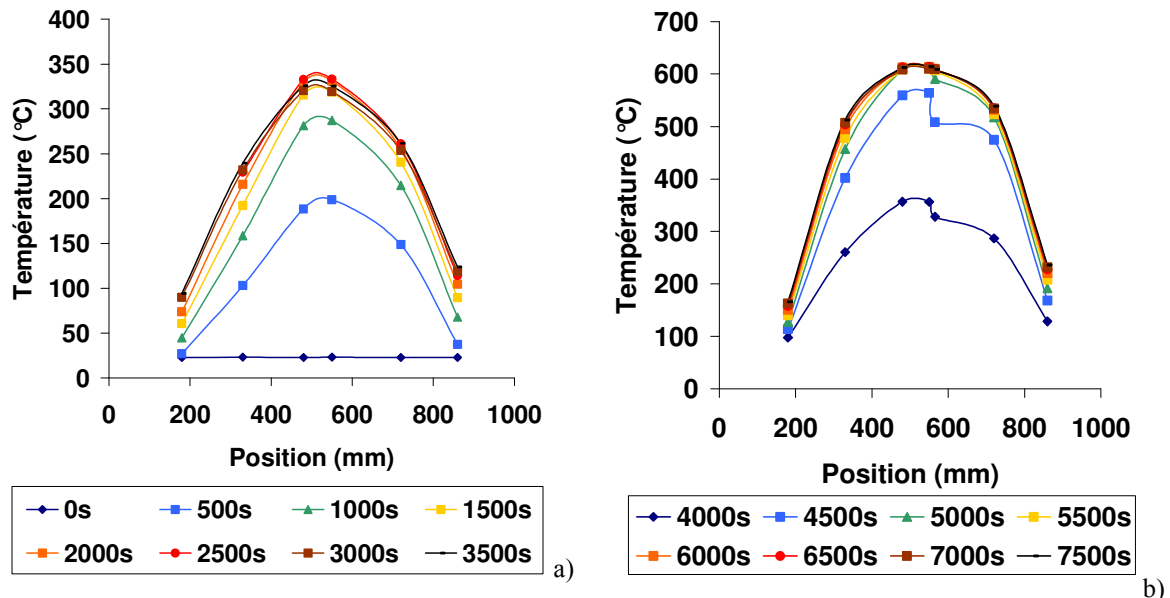 400
350
300
250
200
150
100
50
0
Température (°C)
0 200 400 600 800 1000
Position (mm)
0s 500s 1000s 1500s
2000s 2500s 3000s 3500s
a)
700
600
500
400
300
200
100
0
Température (°C)
0 200 400 600 800 1000
Position (mm)
4000s 4500s 5000s 5500s
6000s 6500s 7000s 7500s
b)